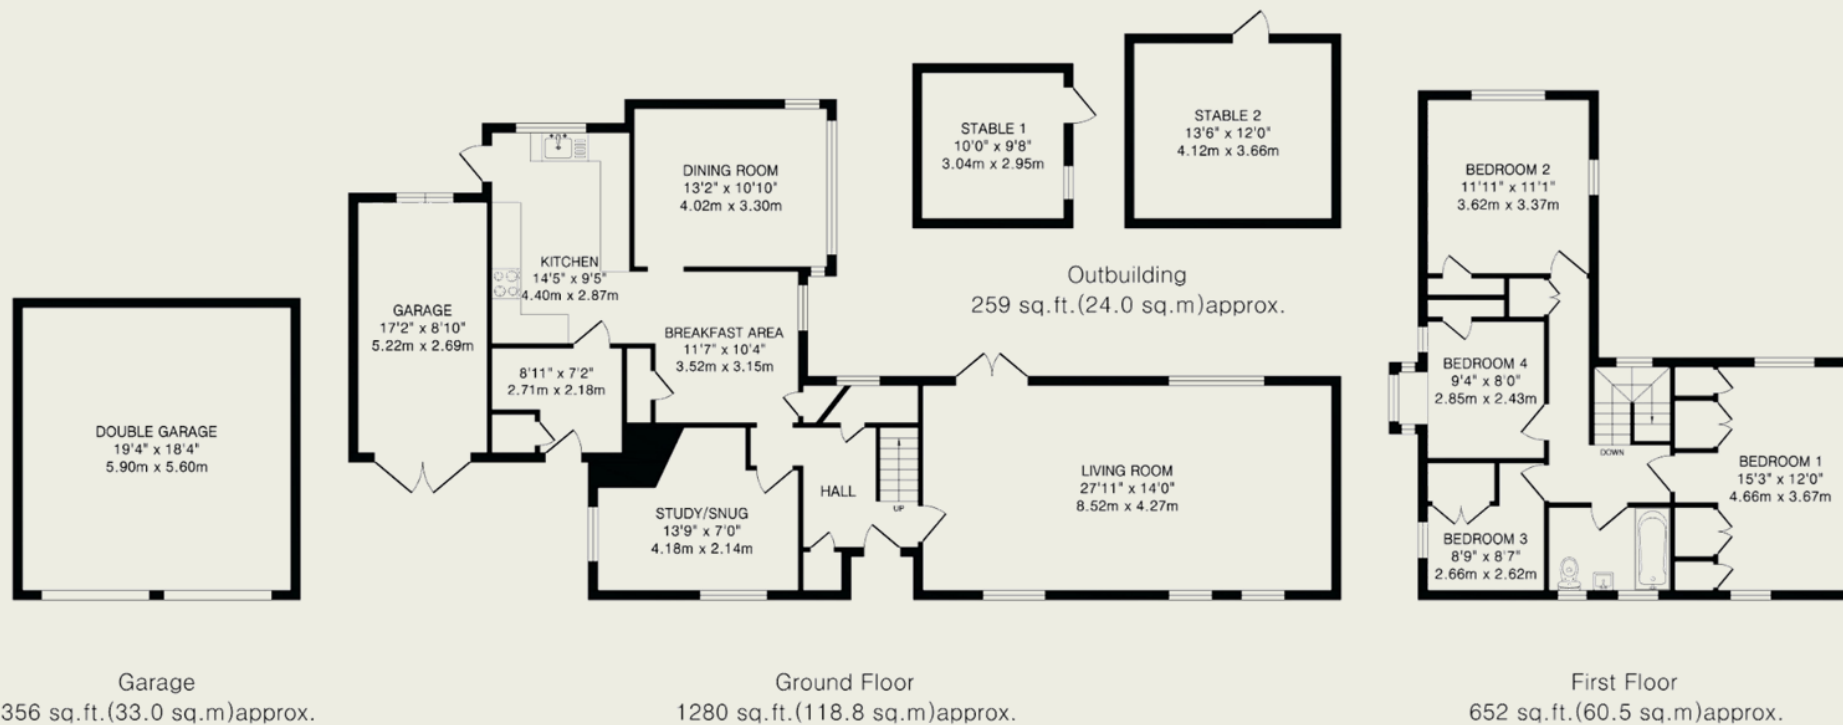 DOUBLE GARAGE
19'4" x 18'4"
5.90m x 5.60m
Garage
356 sq.ft.(33.0 sq.m)approx.
GARAGE
17'2" x 8'10"
5.22m x 2.69m
KITCHEN
14'5" x 9'5"
4.40m x 2.87m
DINING ROOM
13'2" x 10'10"
4.02m x 3.30m
BREAKFAST AREA
11'7" x 10'4"
3.52m x 3.15m
8'11" x 7'2"
2.71m x 2.18m
STUDY/SNUG
13'9" x 7'0"
4.18m x 2.14m
HALL
UP
LIVING ROOM
27'11" x 14'0"
8.52m x 4.27m
Ground Floor
1280 sq.ft.(118.8 sq.m)approx.
STABLE 1
10'0" x 9'8"
3.04m x 2.95m
STABLE 2
13'6" x 12'0"
4.12m x 3.66m
Outbuilding
259 sq.ft.(24.0 sq.m)approx.
BEDROOM 2
11'11" x 11'1"
3.62m x 3.37m
BEDROOM 4
9'4" x 8'0"
2.85m x 2.43m
DOWN
BEDROOM 1
15'3" x 12'0"
4.66m x 3.67m
BEDROOM 3
8'9" x 8'7"
2.66m x 2.62m
First Floor
652 sq.ft.(60.5 sq.m)approx.